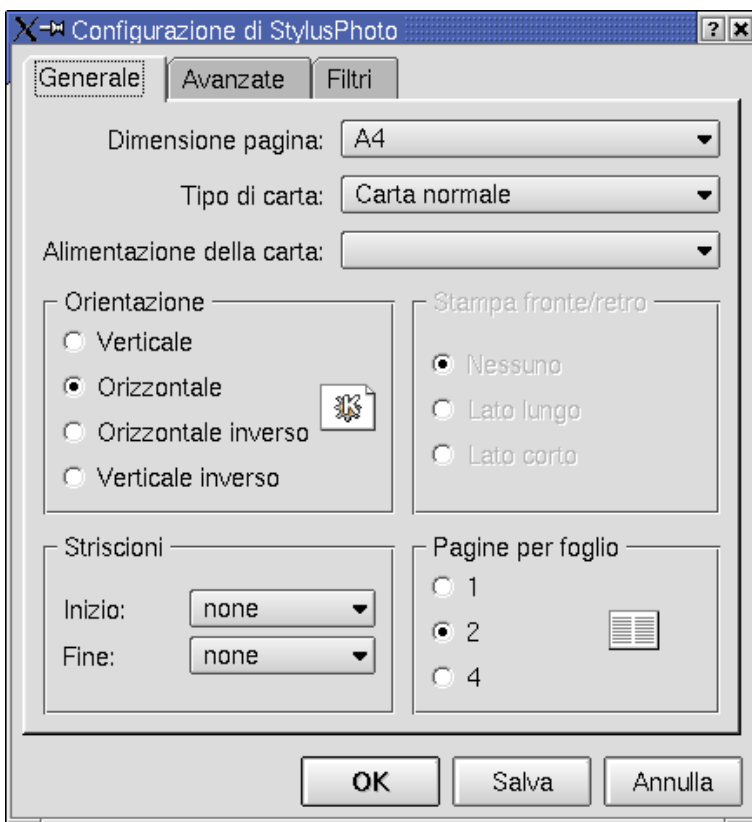 Configurazione di StylusPhoto
Generale Avanzate Filtri
Dimensione pagina: A4
Tipo di carta: Carta normale
Alimentazione della carta:
Orientazione
Verticale
Orizzontale
Orizzontale inverso
Verticale inverso
Stampa fronte/retro
Nessuno
Lato lungo
Lato corto
Striscioni
Inizio: none
Fine: none
Pagine per foglio
1
2
4
OK Salva Annulla